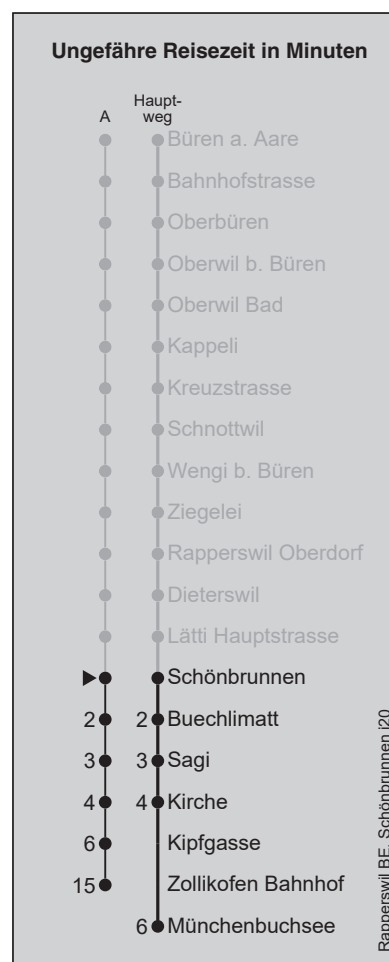 Ungefähre Reisezeit in Minuten
A
Haupt-
weg
Büren a. Aare
Bahnhofstrasse
Oberbüren
Oberwil b. Büren
Oberwil Bad
Kappeli
Kreuzstrasse
Schnottwil
Wengi b. Büren
Ziegelei
Rapperswil Oberdorf
Dieterswil
Lätti Hauptstrasse
Schönbrunnen
2 2 Buechlimatt
3 3 Sagi
4 4 Kirche
6 Kipfgasse
15 Zollikofen Bahnhof
6 Münchenbuchsee
Rapperswil BE, Schönbrunnen j20